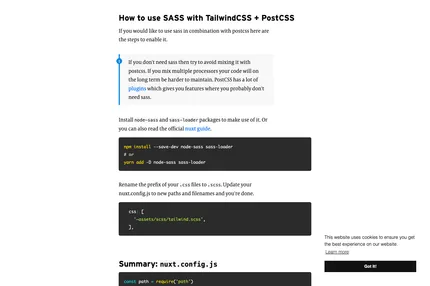 How to use SASS with TailwindCSS + PostCSS
If you would like to use sass in combination with postcss here are
the steps to enable it.
If you don't need sass then try to avoid mixing it with
postcss. If you mix multiple processors your code will on
the long term be harder to maintain. PostCSS has a lot of
plugins which gives you features where you probably don't
need sass.
Install node-sass and sass-loader packages to make use of it. Or
you can also read the official nuxt guide.
npm install --save-dev node-sass sass-loader
# or
yarn add -D node-sass sass-loader
Rename the prefix of your .css files to .scss. Update your
nuxt.config.js to new paths and filenames and you're done.
css: [
'~assets/scss/tailwind.scss',
],
This website uses cookies to ensure you get
the best experience on our website.
Learn more
Got it!
Summary: nuxt.config.js
const path = require('path')